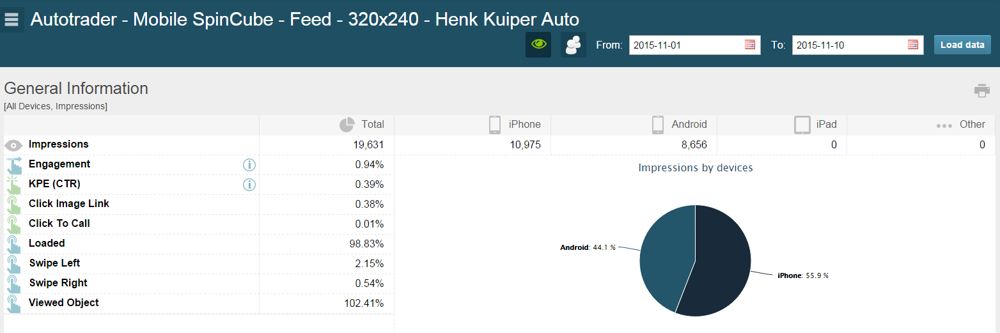 Autotrader - Mobile SpinCube - Feed - 320x240 - Henk Kuiper Auto
From: 2015-11-01 To: 2015-11-10 Load data
General Information
[All Devices, Impressions]
Total iPhone Android iPad Other
Impressions 19,631 10,975 8,656 0 0
Engagement 0.94%
KPE (CTR) 0.39%
Click Image Link 0.38%
Click To Call 0.01%
Loaded 98.83%
Swipe Left 2.15%
Swipe Right 0.54%
Viewed Object 102.41%
Impressions by devices
Android: 44.1 %
iPhone: 55.9 %